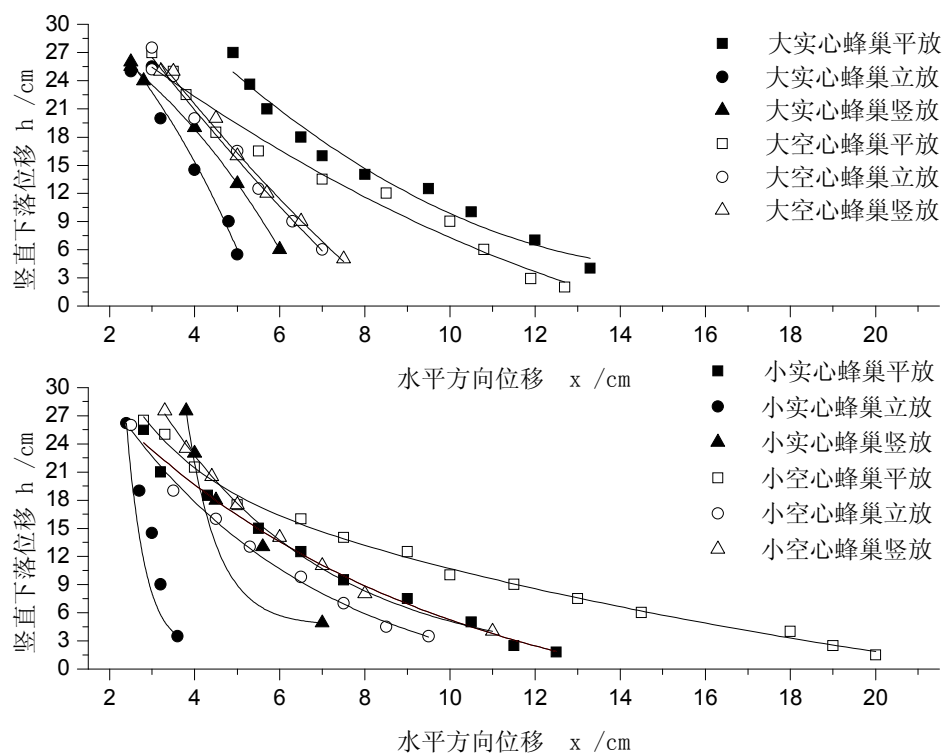 竖直下落位移 h /cm
30
27
24
21
18
15
12
9
6
3
0
2 4 6 8 10 12 14 16 18 20
水平方向位移 x /cm
大实心蜂巢平放
大实心蜂巢立放
大实心蜂巢竖放
大空心蜂巢平放
大空心蜂巢立放
大空心蜂巢竖放
竖直下落位移 h /cm
30
27
24
21
18
15
12
9
6
3
0
2 4 6 8 10 12 14 16 18 20
水平方向位移 x /cm
小实心蜂巢平放
小实心蜂巢立放
小实心蜂巢竖放
小空心蜂巢平放
小空心蜂巢立放
小空心蜂巢竖放